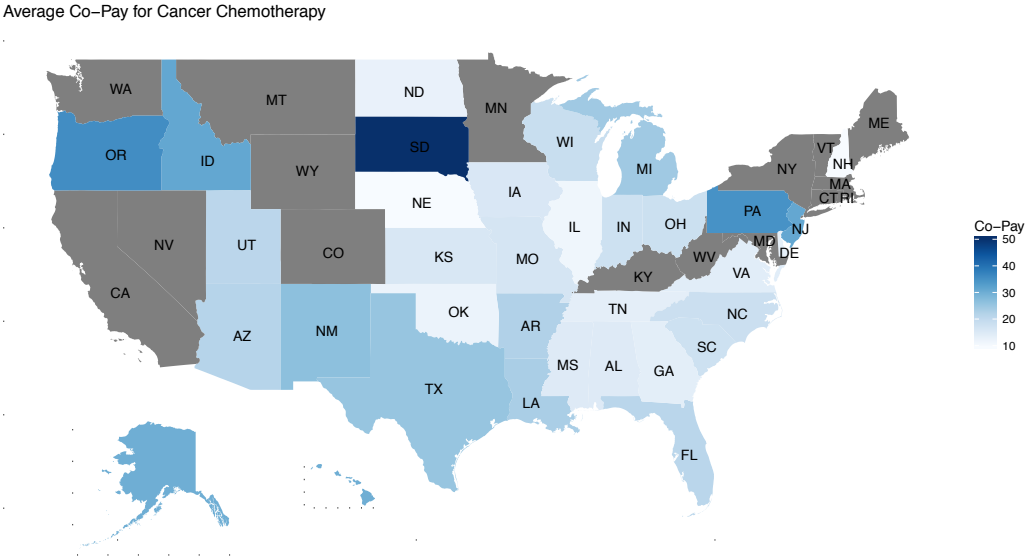 Average Co−Pay for Cancer Chemotherapy
WA
MT
ND
MN
ME
OR
ID
SD
WI
VT
NH
WY
MI
NY
MA
CT RI
IA
NE
PA
NJ
NV
UT
CO
KS
MO
IL
IN
OH
WV
MD
DE
VA
KY
CA
AZ
NM
OK
AR
TN
NC
SC
TX
LA
MS
AL
GA
FL
Co−Pay
50
40
30
20
10